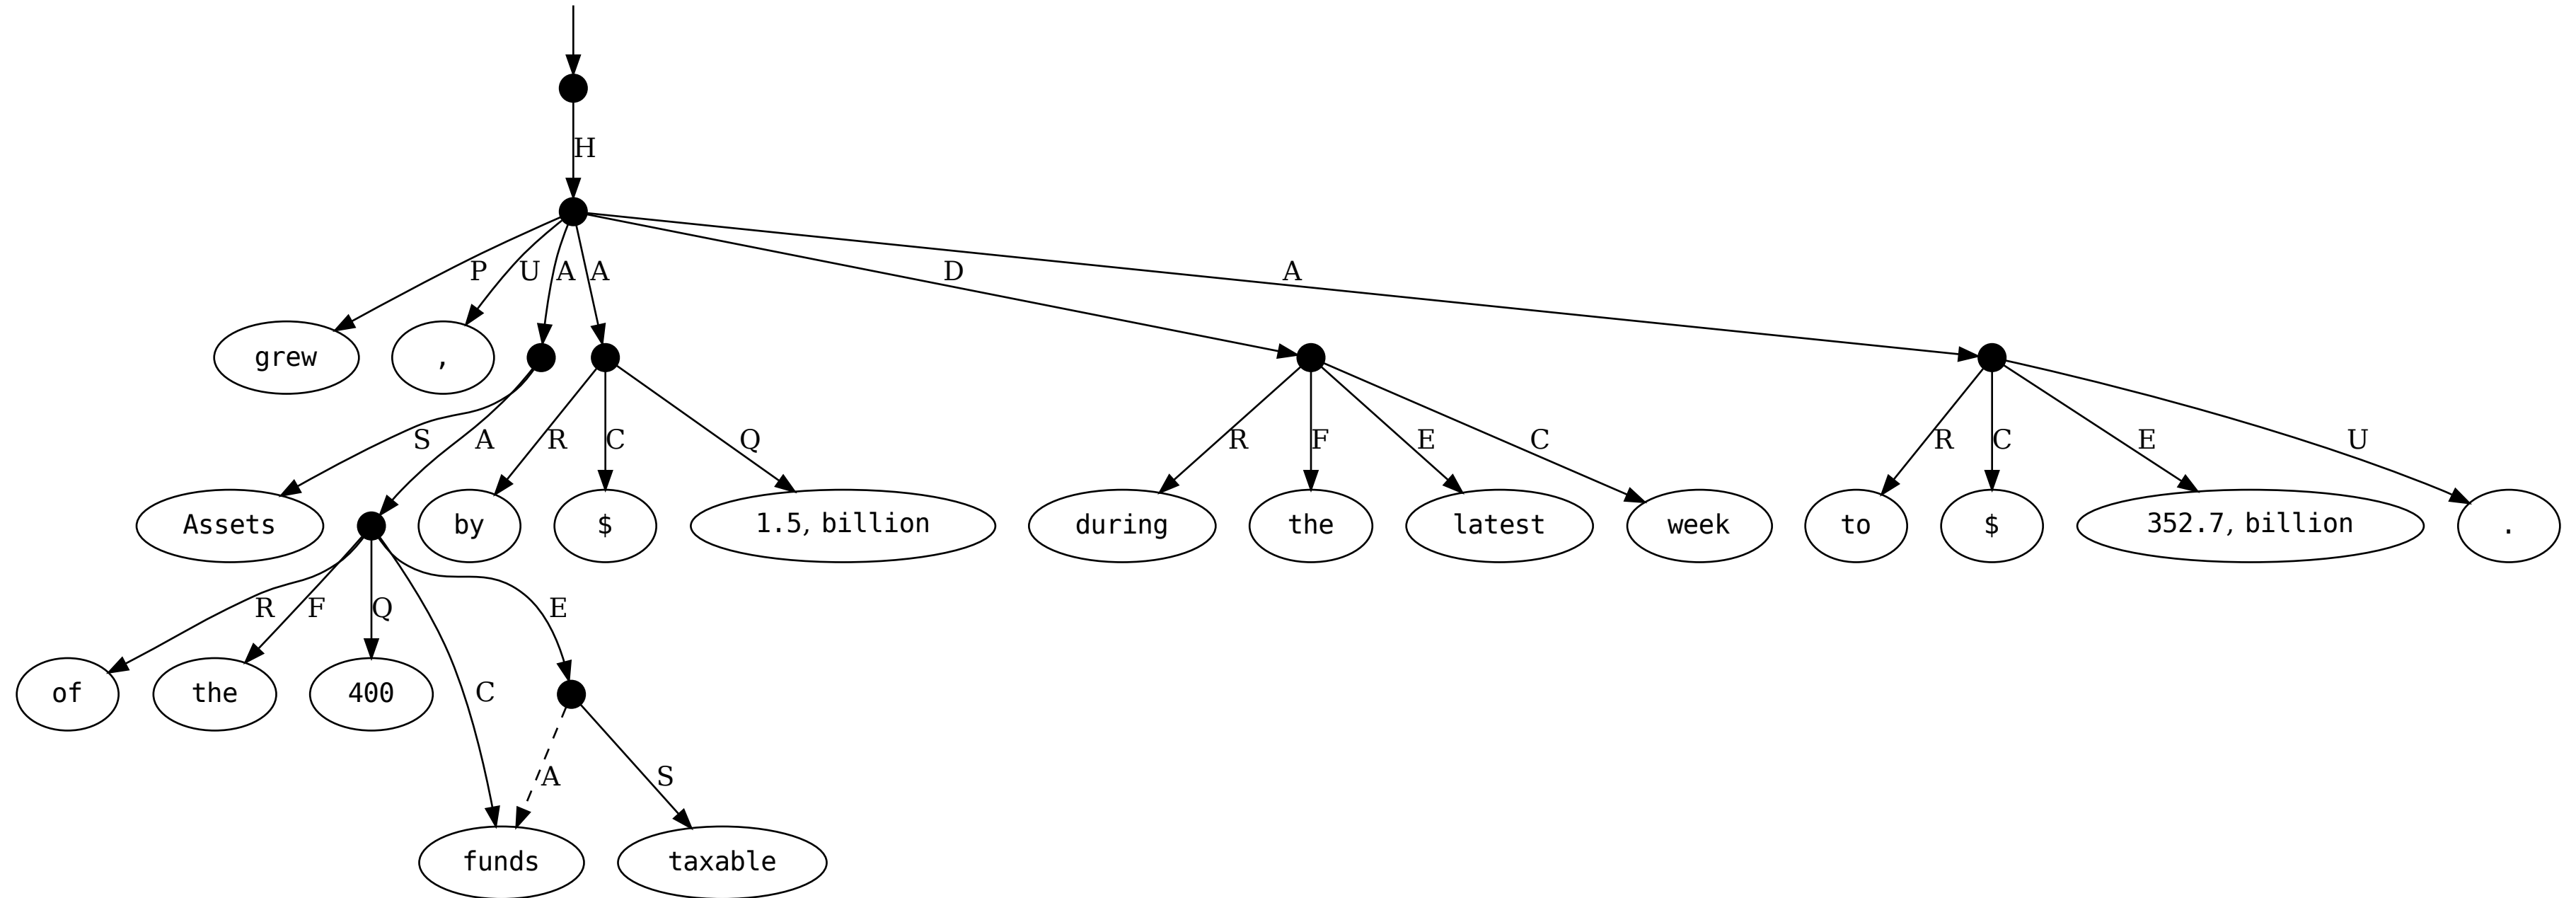 H
P U A A D A
grew , 
S A R C Q R F E C R C E U
Assets by $ 1.5, billion during the latest week to $ 352.7, billion .
R F Q E
of the 400 C
A S
funds taxable